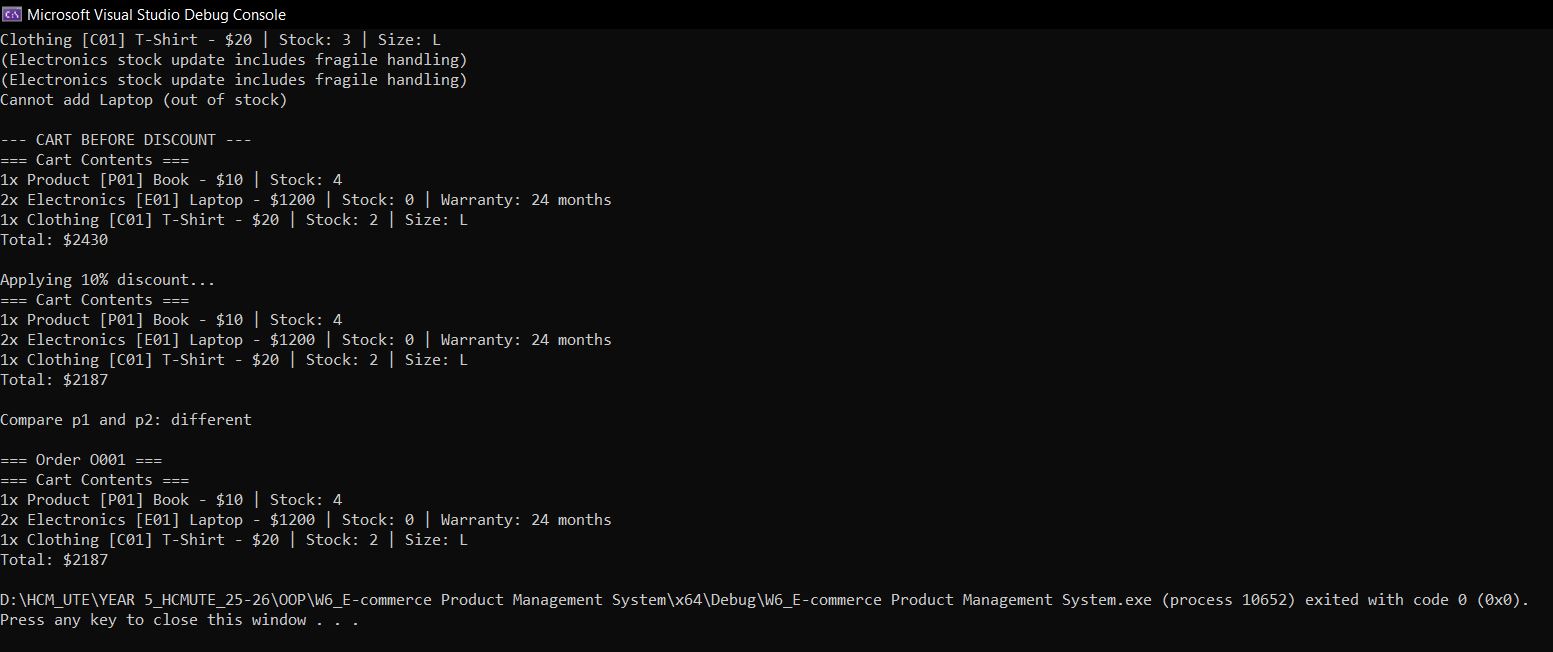 Microsoft Visual Studio Debug Console
Clothing [C01] T-Shirt - $20 | Stock: 3 | Size: L
(Electronics stock update includes fragile handling)
(Electronics stock update includes fragile handling)
Cannot add Laptop (out of stock)
--- CART BEFORE DISCOUNT ---
=== Cart Contents ===
1x Product [P01] Book - $10 | Stock: 4
2x Electronics [E01] Laptop - $1200 | Stock: 0 | Warranty: 24 months
1x Clothing [C01] T-Shirt - $20 | Stock: 2 | Size: L
Total: $2430
Applying 10% discount...
=== Cart Contents ===
1x Product [P01] Book - $10 | Stock: 4
2x Electronics [E01] Laptop - $1200 | Stock: 0 | Warranty: 24 months
1x Clothing [C01] T-Shirt - $20 | Stock: 2 | Size: L
Total: $2187
Compare p1 and p2: different
=== Order O001 ===
=== Cart Contents ===
1x Product [P01] Book - $10 | Stock: 4
2x Electronics [E01] Laptop - $1200 | Stock: 0 | Warranty: 24 months
1x Clothing [C01] T-Shirt - $20 | Stock: 2 | Size: L
Total: $2187
D:\HCM_UTE\YEAR 5_HCMUTE_25-26\OOP\W6_E-commerce Product Management System\x64\Debug\W6_E-commerce Product Management System.exe (process 10652) exited with code 0 (0x0).
Press any key to close this window . . .